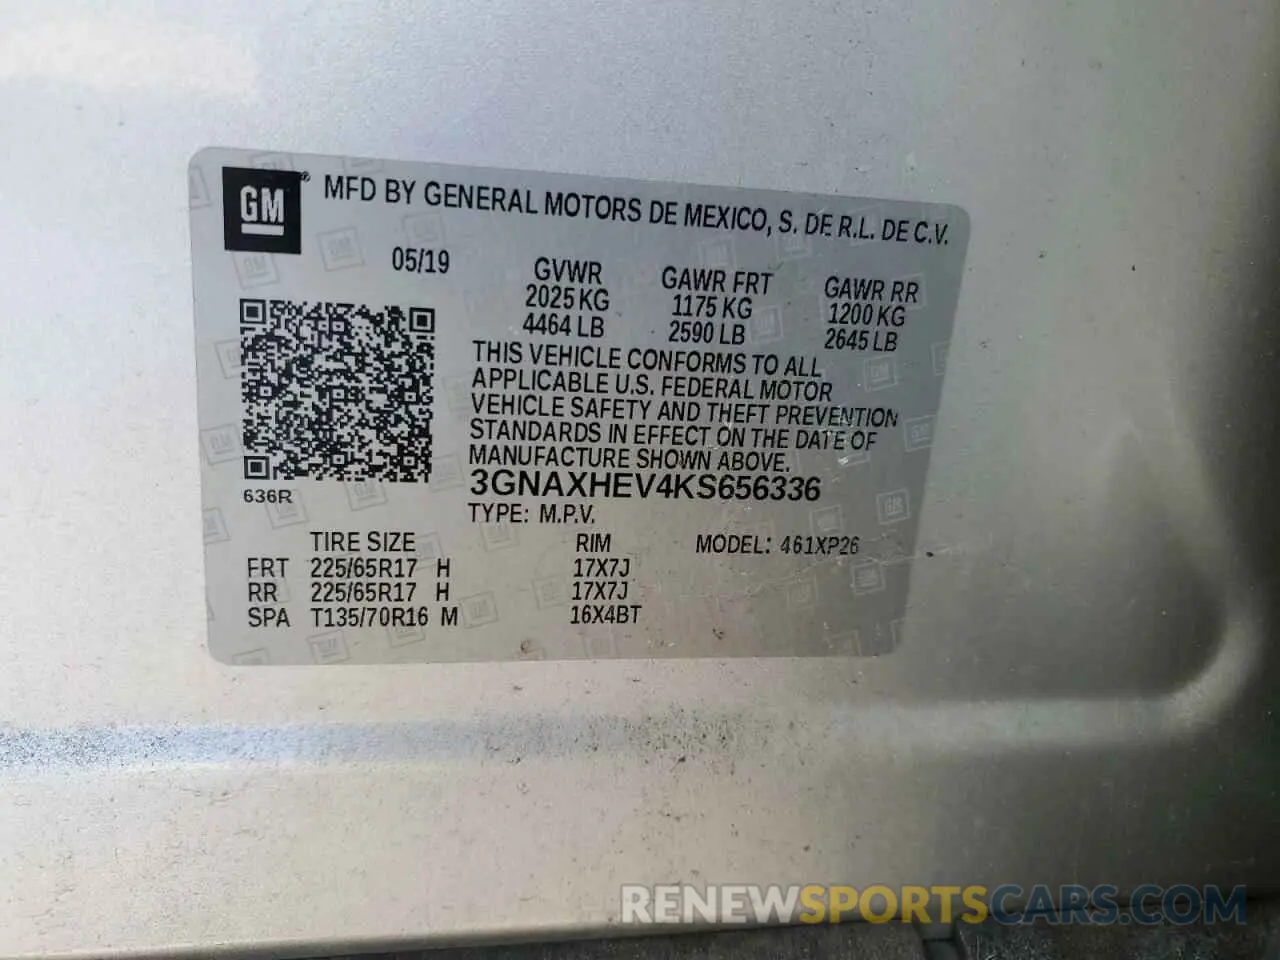 GM®
MFD BY GENERAL MOTORS DE MEXICO, S. DE R.L. DE C.V.
05/19
GVWR GAWR FRT GAWR RR
2025 KG 1175 KG 1200 KG
4464 LB 2590 LB 2645 LB
THIS VEHICLE CONFORMS TO ALL
APPLICABLE U.S. FEDERAL MOTOR
VEHICLE SAFETY AND THEFT PREVENTION
STANDARDS IN EFFECT ON THE DATE OF
MANUFACTURE SHOWN ABOVE.
636R
3GNAXHEV4KS656336
TYPE: M.P.V.
TIRE SIZE RIM MODEL: 461XP26
FRT 225/65R17 H 17X7J
RR 225/65R17 H 17X7J
SPA T135/70R16 M 16X4BT
RENEWSPORTSCARS.COM